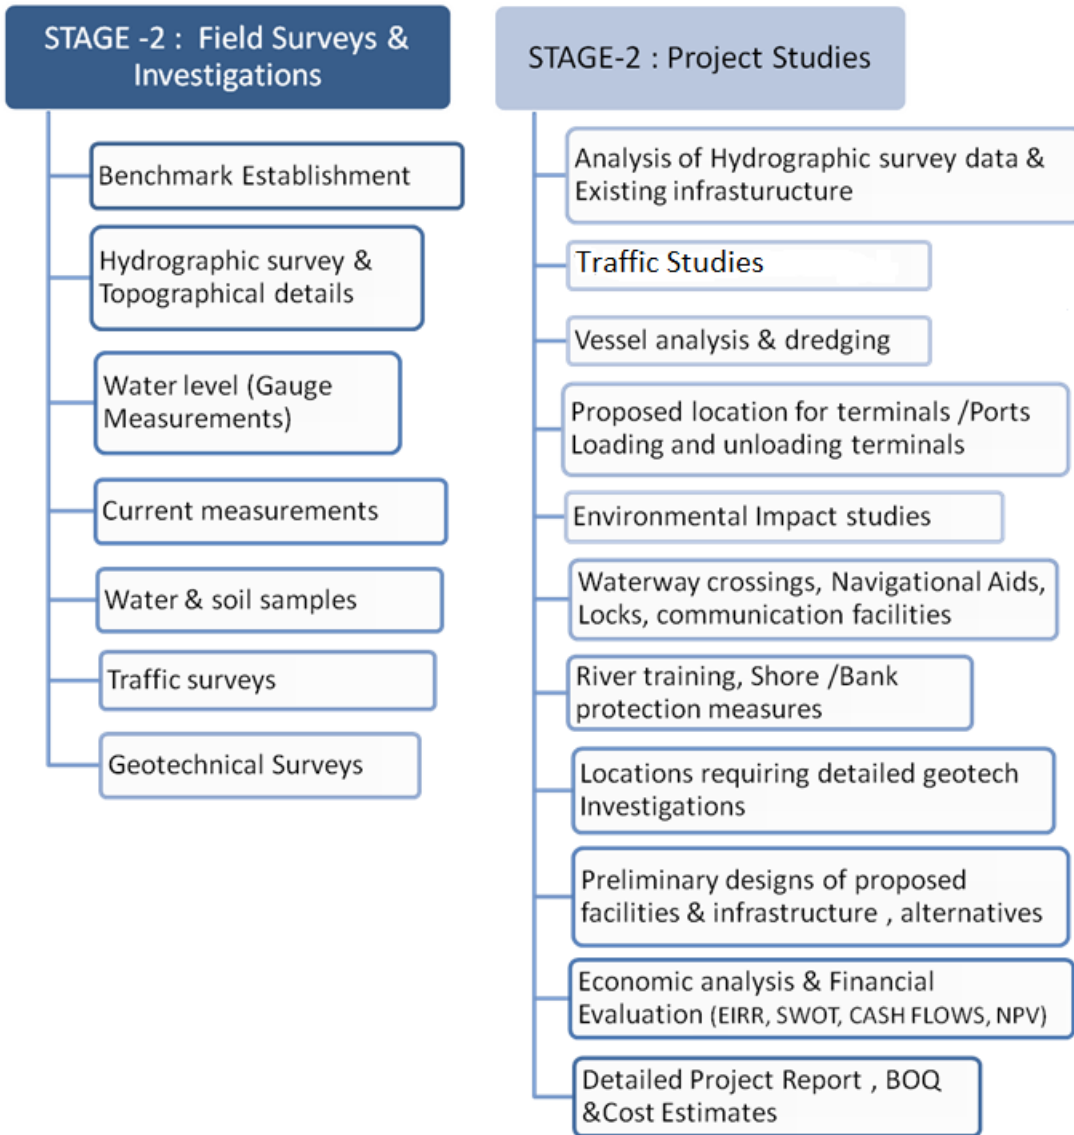 STAGE -2 : Field Surveys &
Investigations
Benchmark Establishment
Hydrographic survey &
Topographical details
Water level (Gauge
Measurements)
Current measurements
Water & soil samples
Traffic surveys
Geotechnical Surveys
STAGE-2 : Project Studies
Analysis of Hydrographic survey data &
Existing infrasturucture
Traffic Studies
Vessel analysis & dredging
Proposed location for terminals /Ports
Loading and unloading terminals
Environmental Impact studies
Waterway crossings, Navigational Aids,
Locks, communication facilities
River training, Shore /Bank
protection measures
Locations requiring detailed geotech
Investigations
Preliminary designs of proposed
facilities & infrastructure , alternatives
Economic analysis & Financial
Evaluation (EIRR, SWOT, CASH FLOWS, NPV)
Detailed Project Report , BOQ
&Cost Estimates